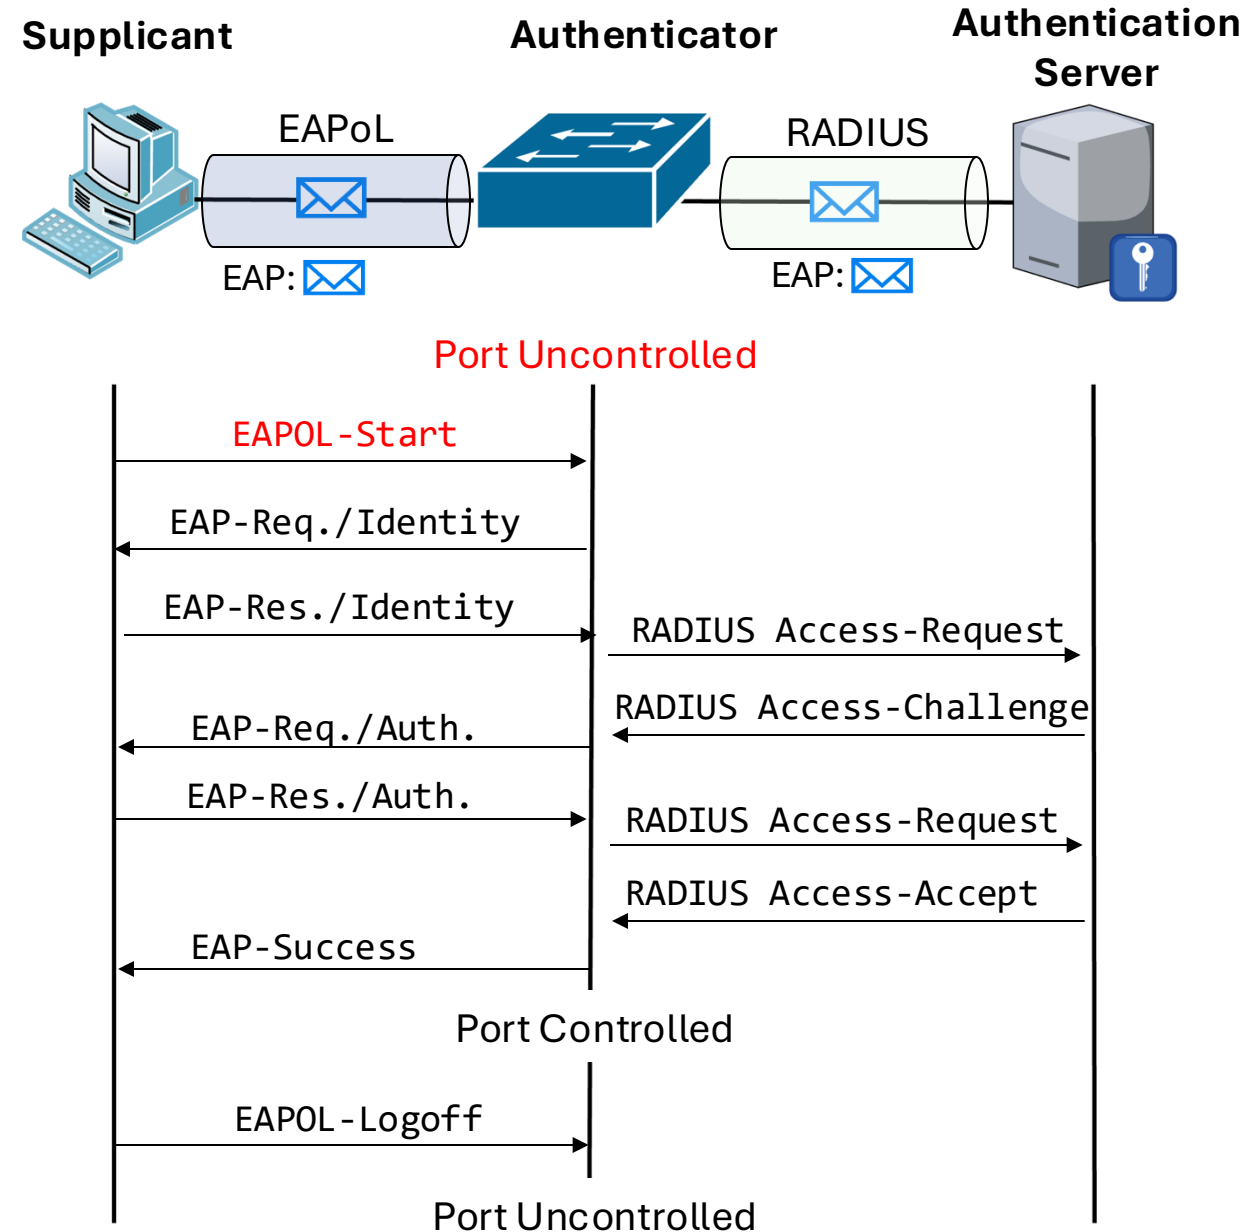 Supplicant
Authenticator
Authentication
Server
EAPoL
RADIUS
EAP:
EAP:
Port Uncontrolled
EAPOL-Start
EAP-Req./Identity
EAP-Res./Identity
RADIUS Access-Request
RADIUS Access-Challenge
EAP-Req./Auth.
EAP-Res./Auth.
RADIUS Access-Request
RADIUS Access-Accept
EAP-Success
Port Controlled
EAPOL-Logoff
Port Uncontrolled